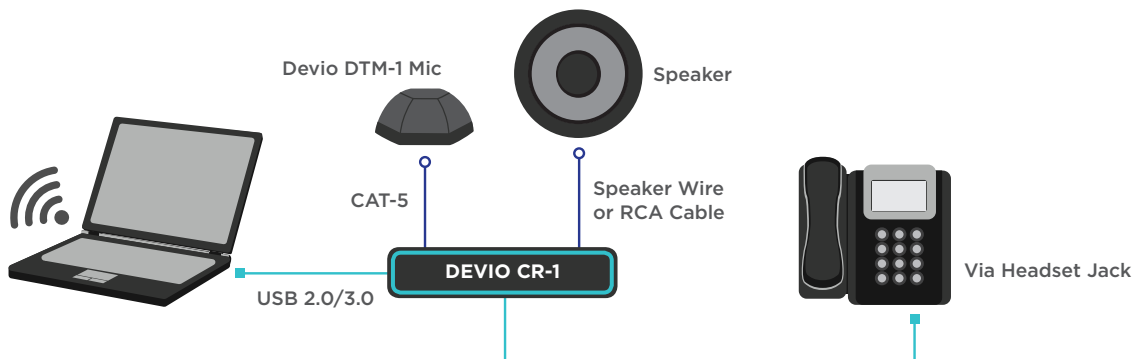 Devio DTM-1 Mic
Speaker
CAT-5
Speaker Wire
or RCA Cable
DEVIO CR-1
USB 2.0/3.0
Via Headset Jack